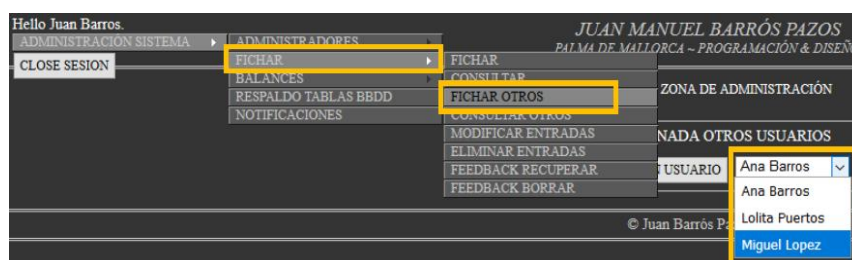 Hello Juan Barros.
JUAN MANUEL BARRÓS PAZOS
PALMA DE MALLORCA ~ PROGRAMACIÓN & DISEÑ
ADMINISTRACIÓN SISTEMA
CLOSE SESION
ADMINISTRADORES
FICHAR
BALANCES
RESPALDO TABLAS BBDD
NOTIFICACIONES
FICHAR
CONSULTAR
FICHAR OTROS
CONSULTAR OTROS
MODIFICAR ENTRADAS
ELIMINAR ENTRADAS
FEEDBACK RECUPERAR
FEEDBACK BORRAR
ZONA DE ADMINISTRACIÓN
NADA OTROS USUARIOS
USUARIO
Ana Barros
Ana Barros
Lolita Puertos
Miguel Lopez
© Juan Barrós Pa